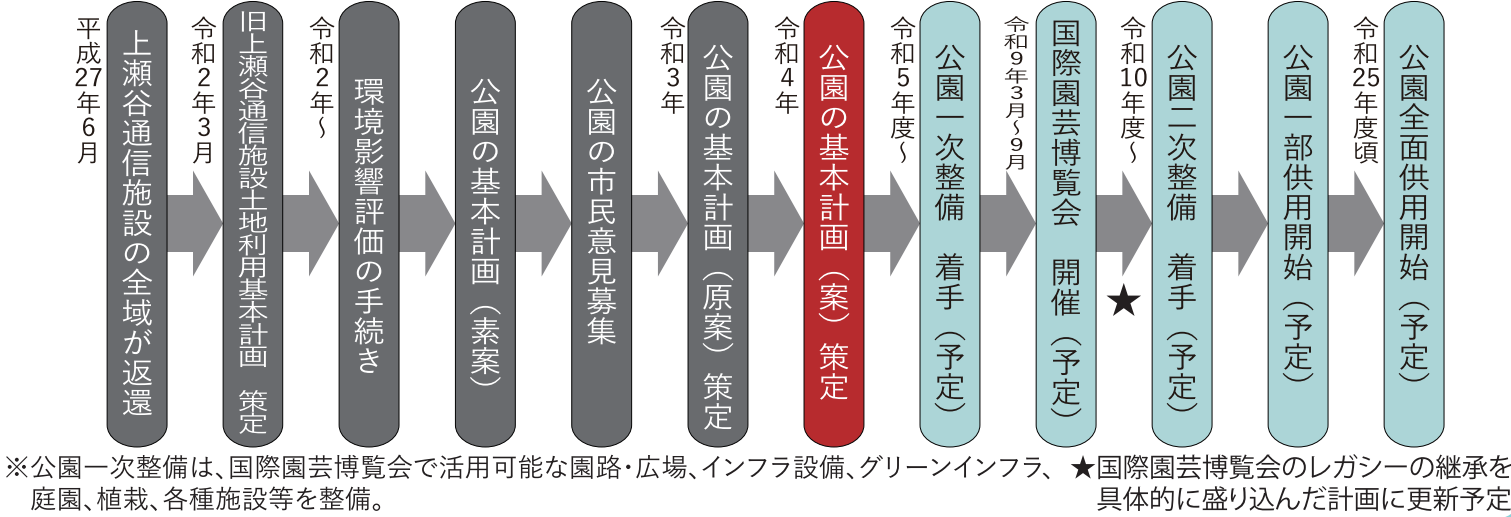 平成27年6月
上瀬谷通信施設の全域が返還
令和2年3月
旧上瀬谷通信施設土地利用基本計画 策定
令和2年～
環境影響評価の手続き
公園の基本計画（素案）
公園の市民意見募集
令和3年
公園の基本計画（原案）策定
令和4年
公園の基本計画（案）策定
令和5年度～
公園一次整備 着手（予定）
令和9年3月～9月
国際園芸博覧会 開催（予定）
令和10年度～
★
公園二次整備 着手（予定）
公園一部供用開始（予定）
令和25年度頃
公園全面供用開始（予定）
※公園一次整備は、国際園芸博覧会で活用可能な園路・広場、インフラ設備、グリーンインフラ、
庭園、植栽、各種施設等を整備。
★国際園芸博覧会のレガシーの継承を
具体的に盛り込んだ計画に更新予定